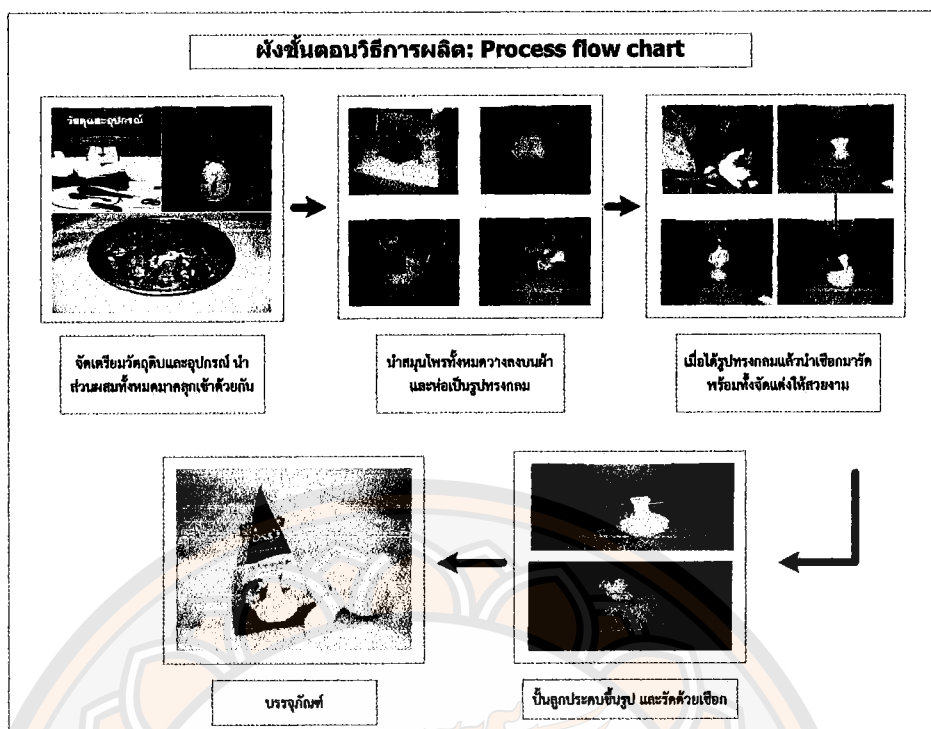 ผังขั้นตอนวิธีการผลิต: Process flow chart
วัสดุและอุปกรณ์
จัดเตรียมวัตถุดิบและอุปกรณ์ นำ
ส่วนผสมทั้งหมดมาคลุกเข้าด้วยกัน
นำสมุนไพรทั้งหมดวางลงบนผ้า
และห่อเป็นรูปทรงกลม
เมื่อได้รูปทรงกลมแล้วนำเชือกมารัด
พร้อมทั้งจัดแต่งให้สวยงาม
บรรจุภัณฑ์
ปั้นลูกประคบขึ้นรูป และรัดด้วยเชือก